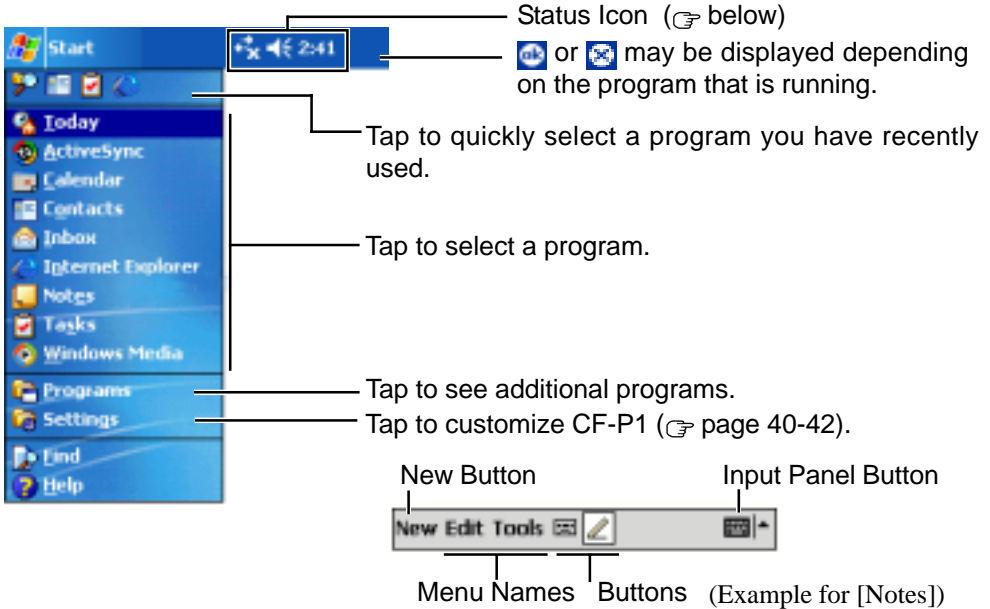 Status Icon (☞ below)
Start 2:41
ok or may be displayed depending
on the program that is running.
Tap to quickly select a program you have recently
used.
Today
ActiveSync
Calendar
Contacts
Inbox
Internet Explorer
Notes
Tasks
Windows Media
Tap to select a program.
Programs
Tap to see additional programs.
Settings
Tap to customize CF-P1 (☞ page 40-42).
Find
Help
New Button
Input Panel Button
New Edit Tools
Menu Names Buttons (Example for [Notes])